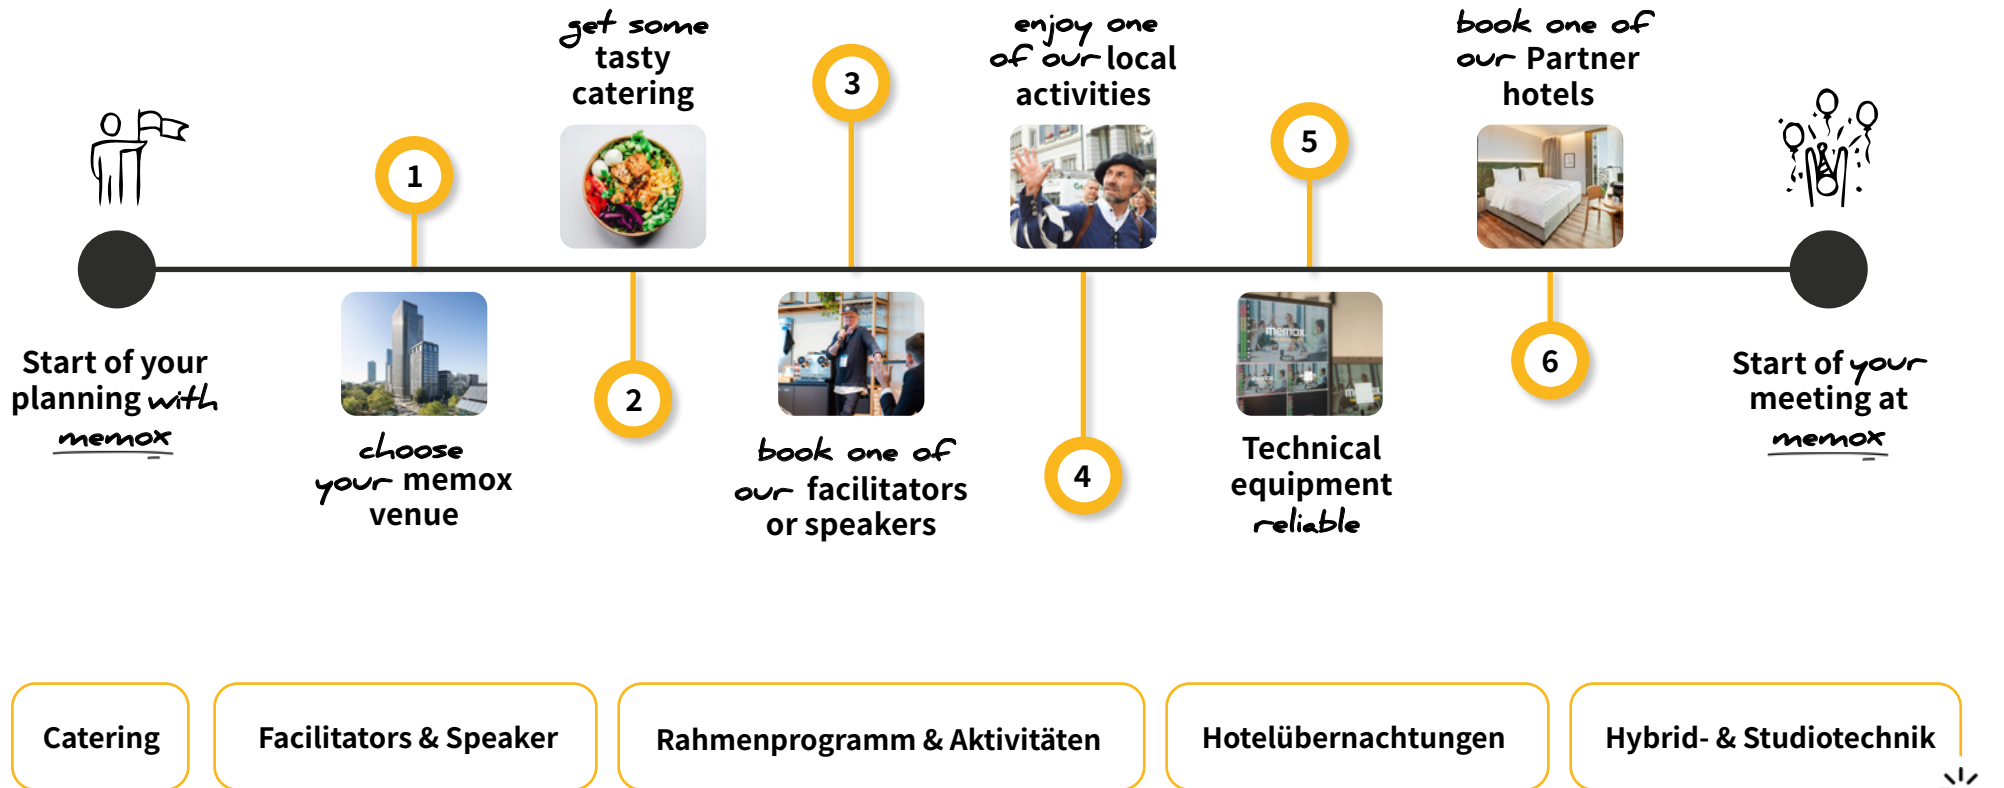 Start of your
planning with
memox
1
choose
your memox
venue
get some
tasty
catering
2
3
book one of
our facilitators
or speakers
enjoy one
of our local
activities
4
5
memox
Technical
equipment
reliable
book one of
our Partner
hotels
6
Start of your
meeting at
memox
Catering
Facilitators & Speaker
Rahmenprogramm & Aktivitäten
Hotelübernachtungen
Hybrid- & Studiotechnik